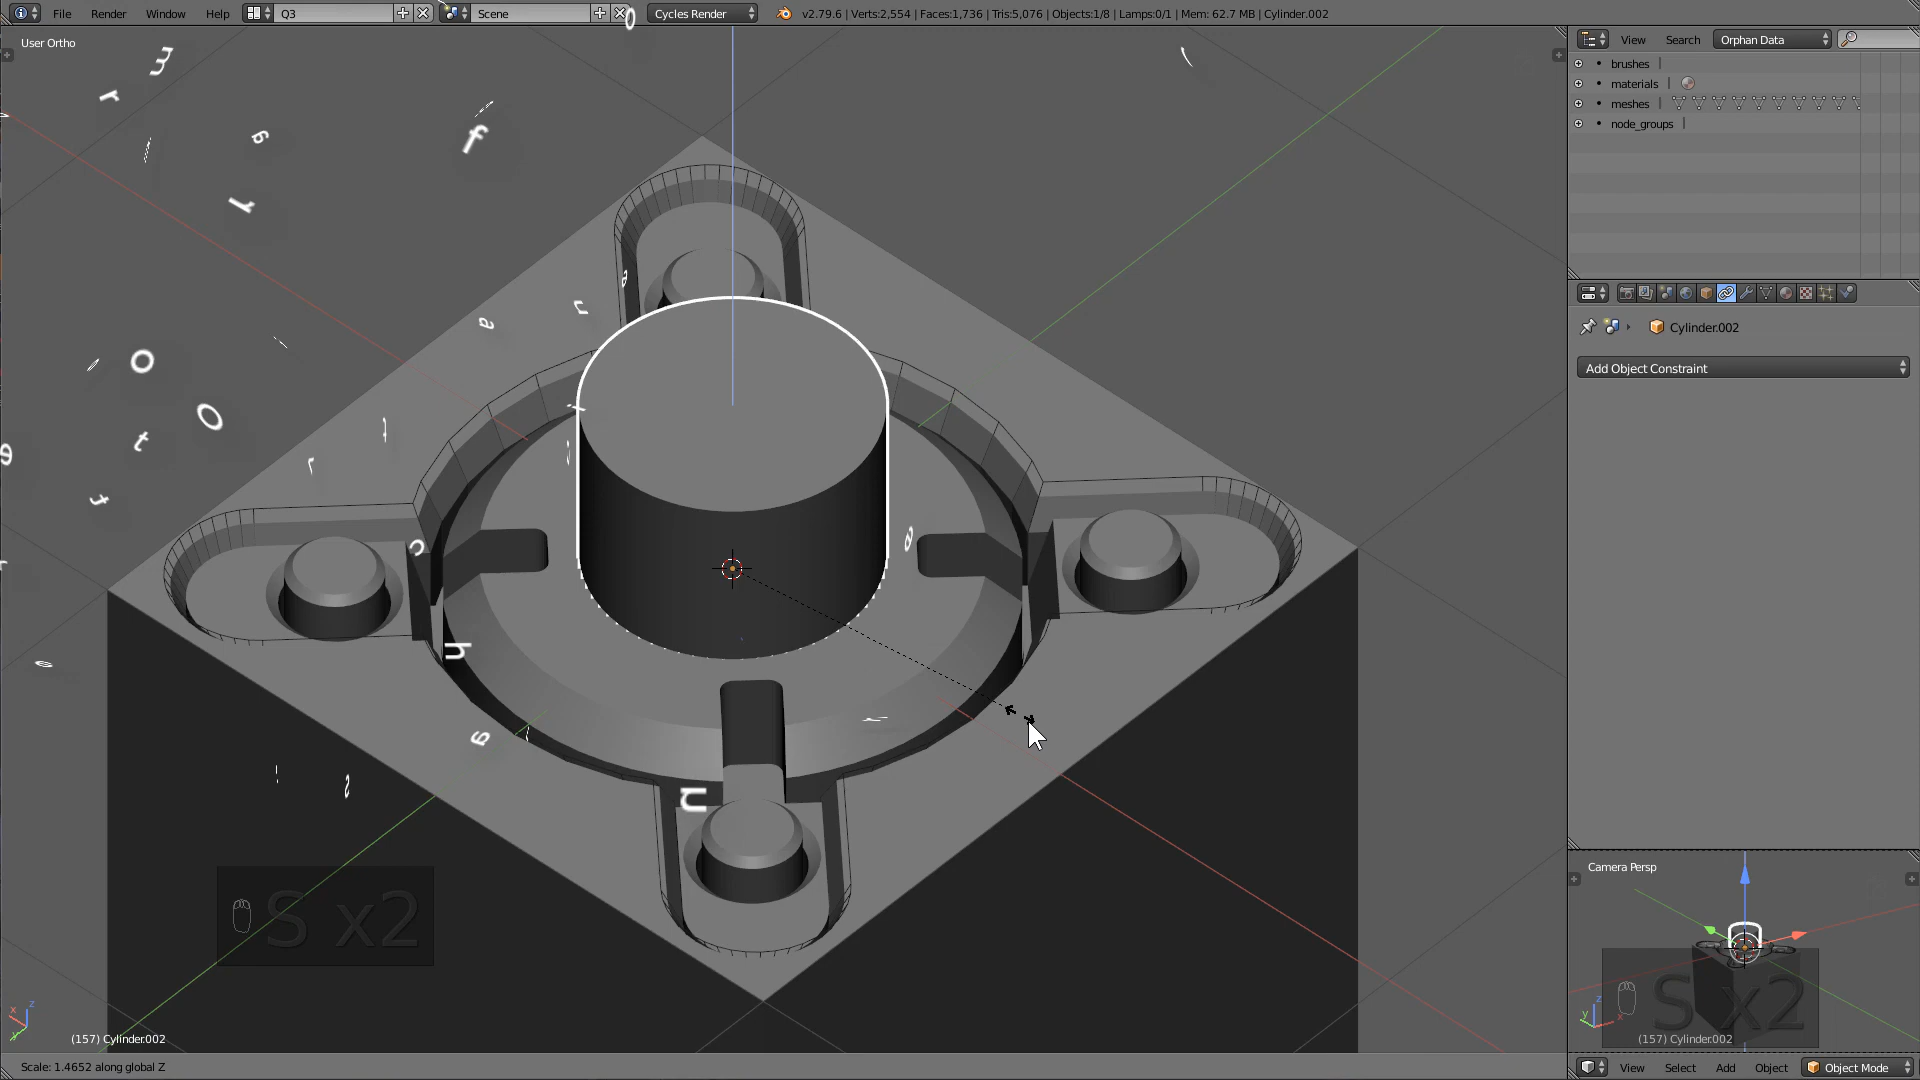 File Render Window Help Q3 Scene Cycles Render v2.79.6 | Verts:2,554 | Faces:1,736 | Tris:5,076 | Objects:1/8 | Lamps:0/1 | Mem: 62.7 MB | Cylinder.002
User Ortho
View Search Orphan Data
brushes
materials
meshes
node_groups
Cylinder.002
Add Object Constraint
S x2
(157) Cylinder.002
Scale: 1.4652 along global Z
Camera Persp
S x2
(157) Cylinder.002
View Select Add Object Object Mode